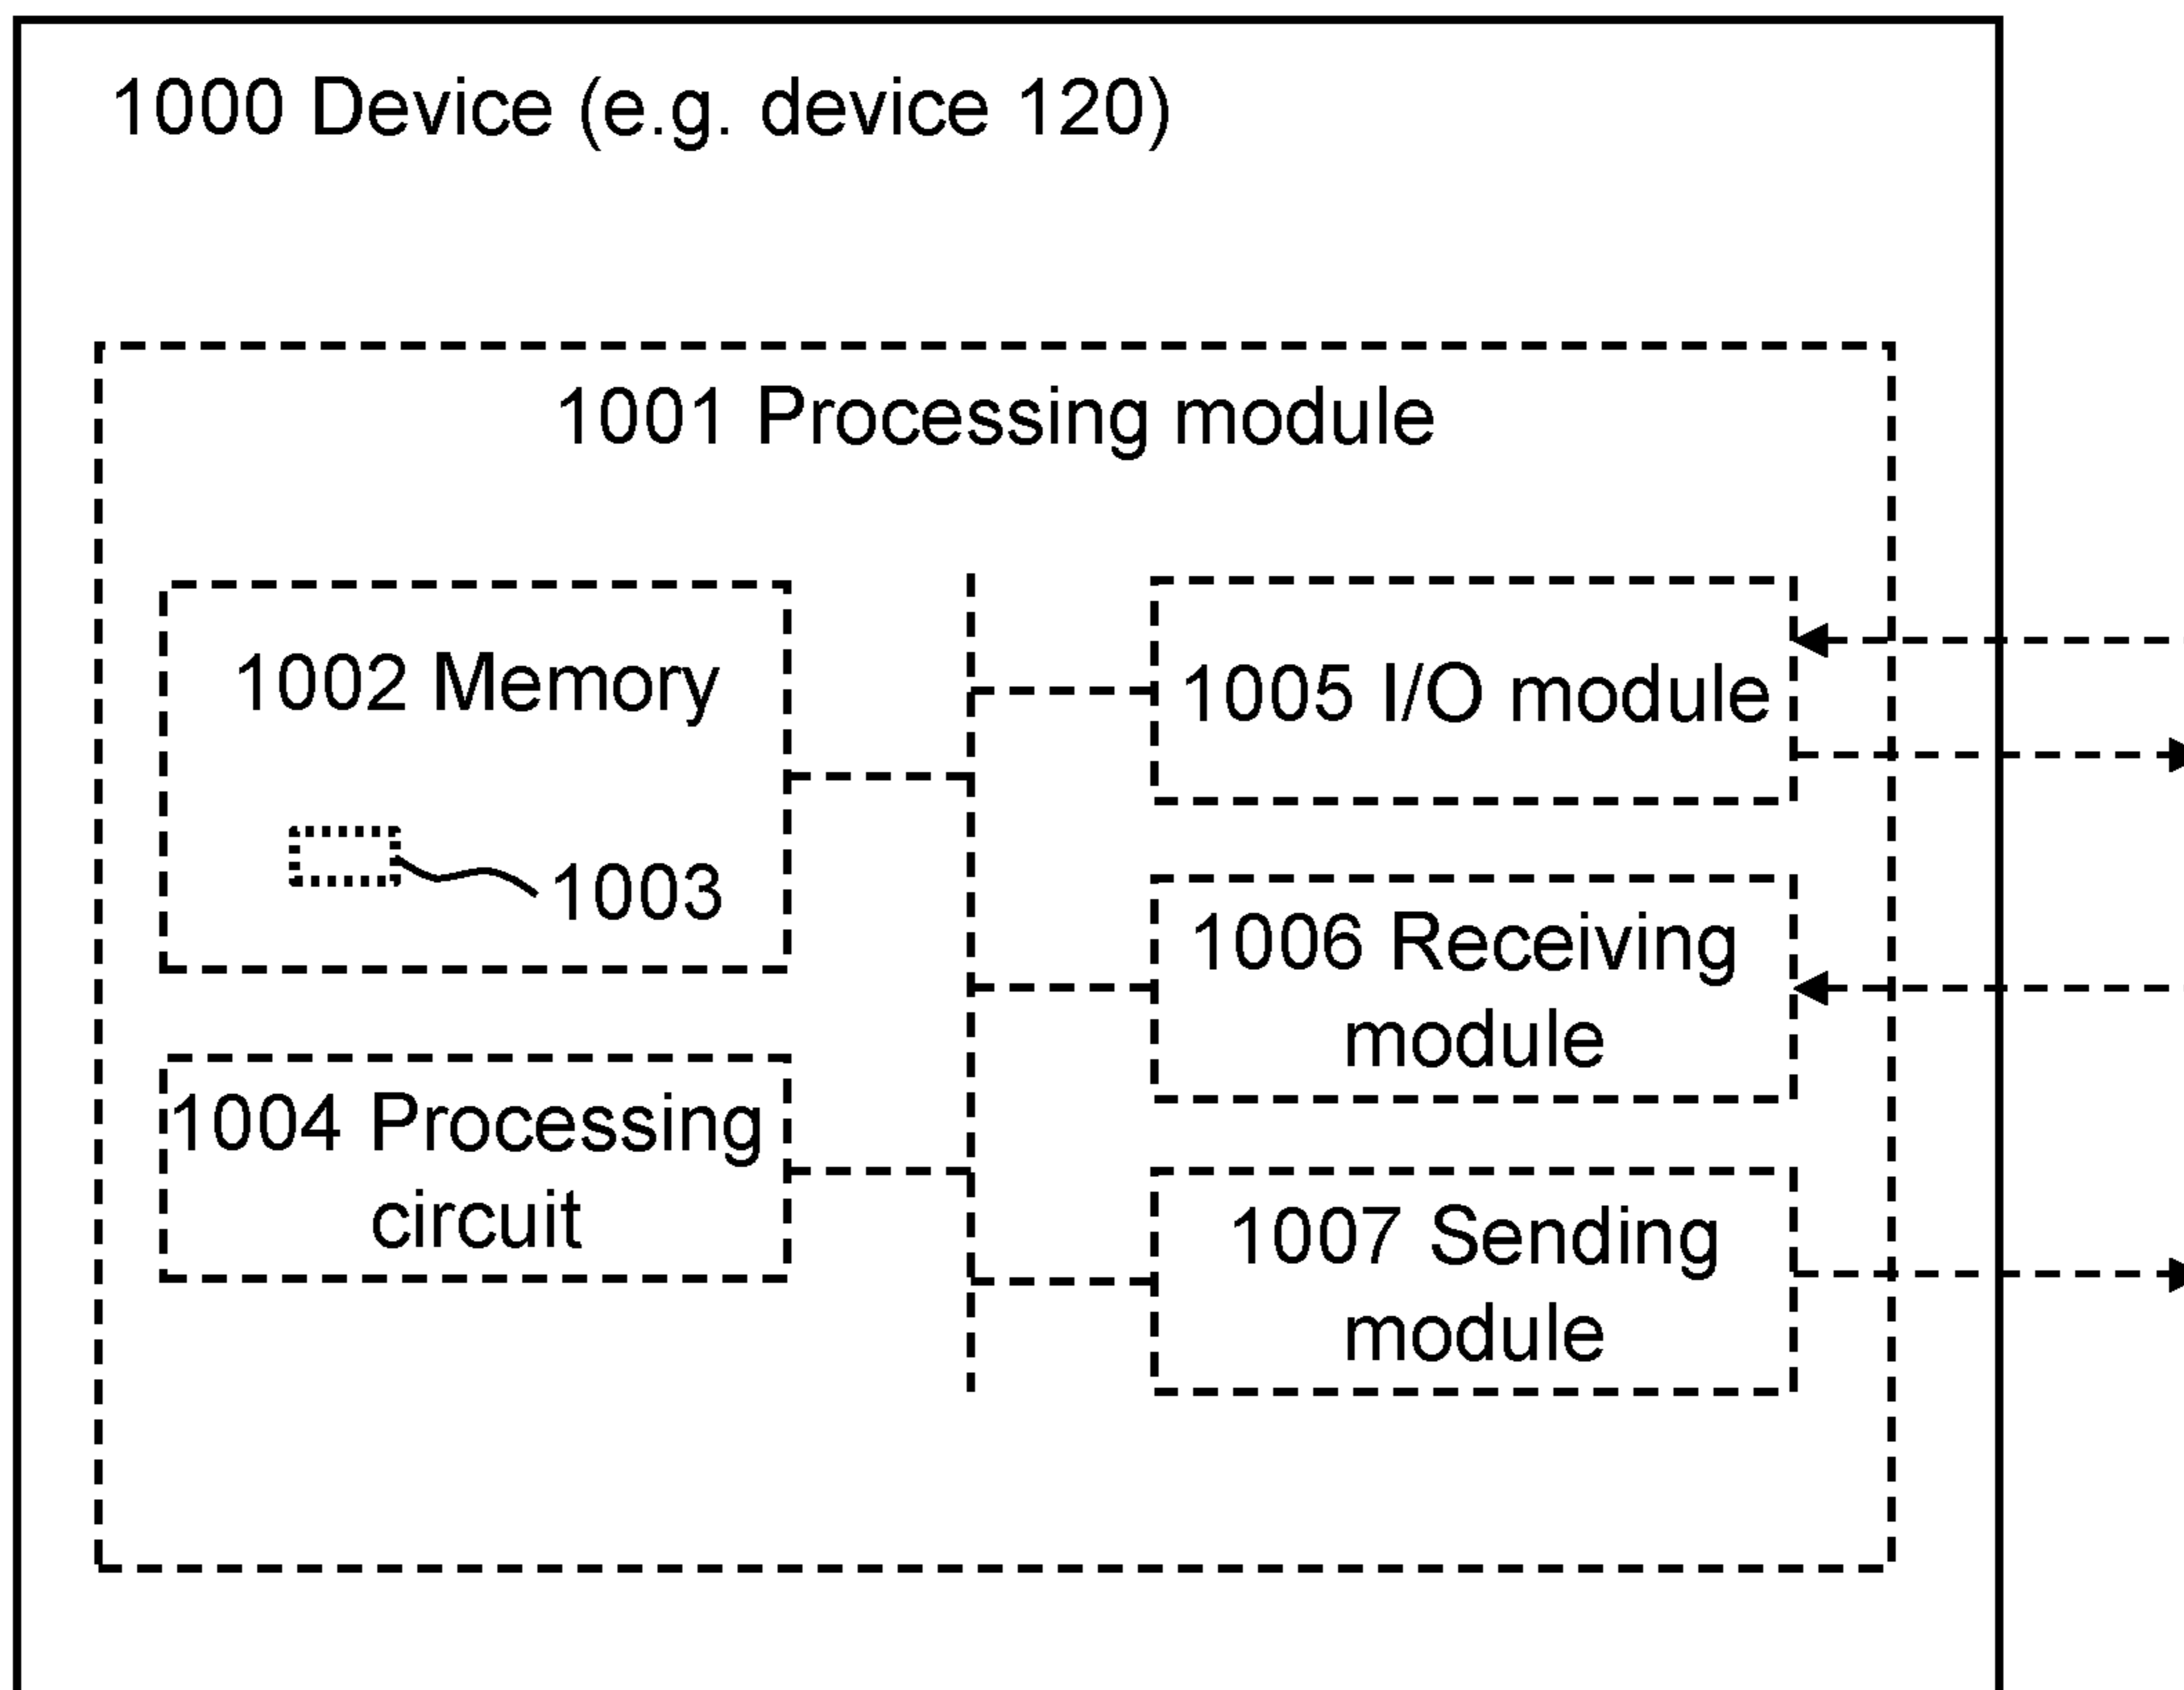 1000 Device (e.g. device 120)
1001 Processing module
1002 Memory
1003
1004 Processing
circuit
1005 I/O module
1006 Receiving
module
1007 Sending
module